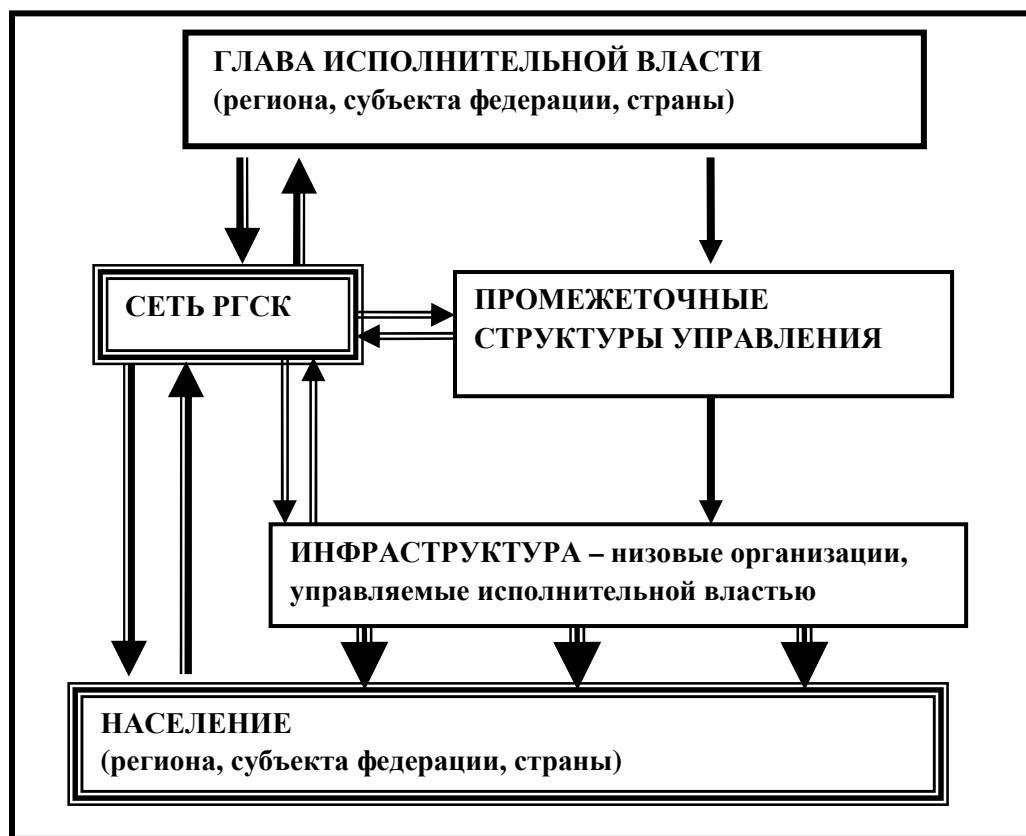 ГЛАВА ИСПОЛНИТЕЛЬНОЙ ВЛАСТИ
(региона, субъекта федерации, страны)
СЕТЬ РГСК
ПРОМЕЖЕТОЧНЫЕ
СТРУКТУРЫ УПРАВЛЕНИЯ
ИНФРАСТРУКТУРА – низовые организации,
управляемые исполнительной властью
НАСЕЛЕНИЕ
(региона, субъекта федерации, страны)